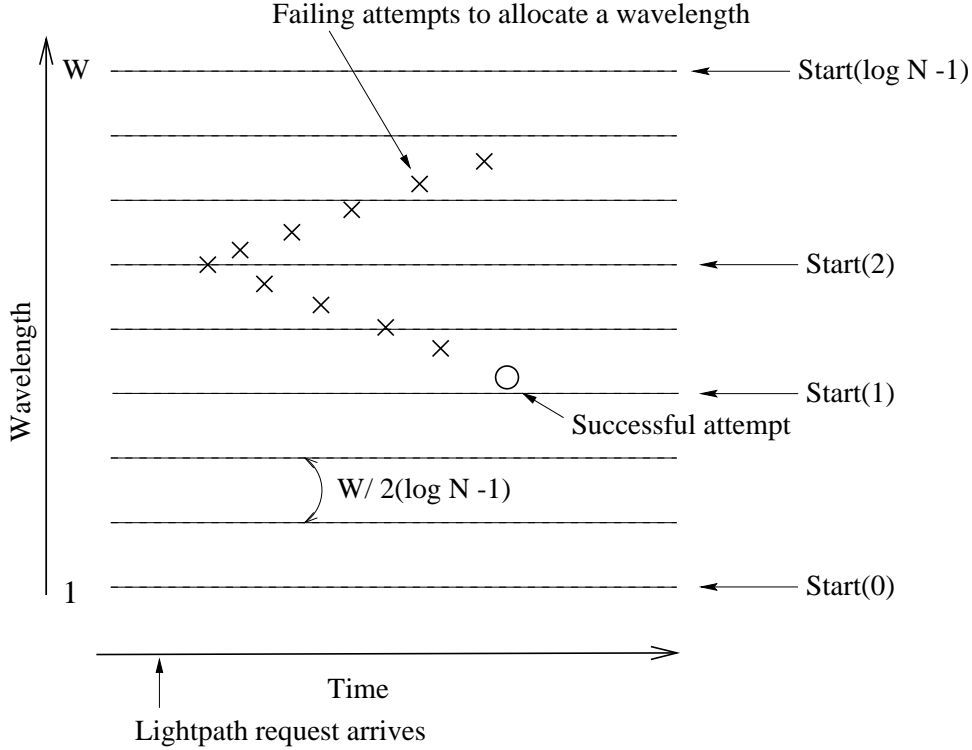 Failing attempts to allocate a wavelength
W
Start(log N -1)
Start(2)
Wavelength
Start(1)
Successful attempt
W/ 2(log N -1)
1
Start(0)
Time
Lightpath request arrives